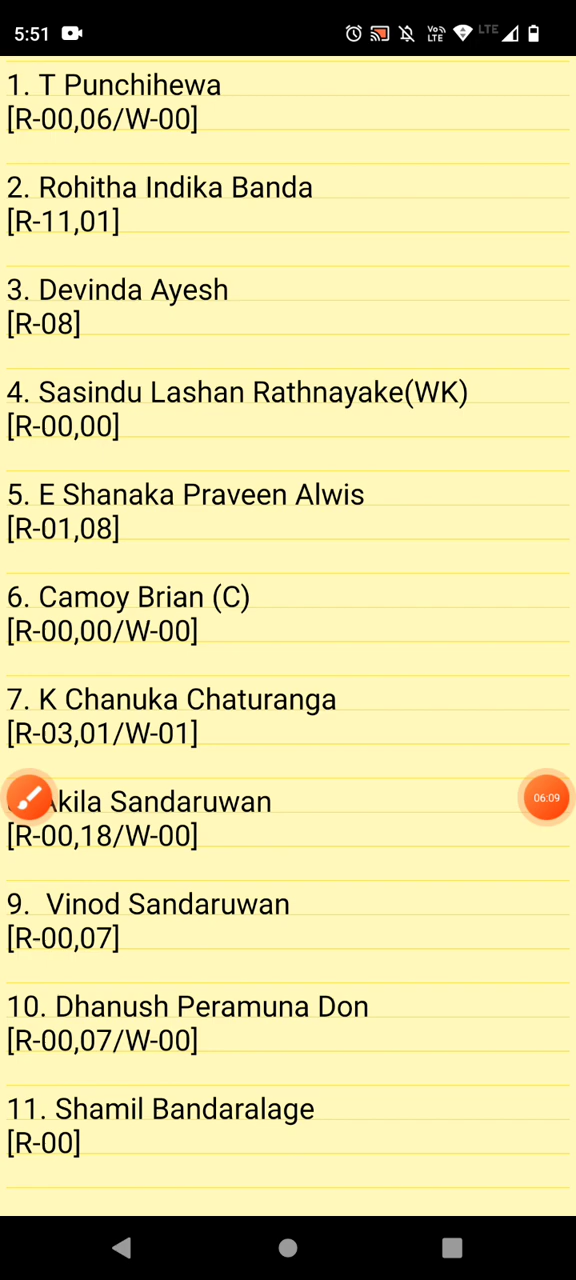 5:51
Vo))
LTE
LTE
1. T Punchihewa
[R-00,06/W-00]
2. Rohitha Indika Banda
[R-11,01]
3. Devinda Ayesh
[R-08]
4. Sasindu Lashan Rathnayake(WK)
[R-00,00]
5. E Shanaka Praveen Alwis
[R-01,08]
6. Camoy Brian (C)
[R-00,00/W-00]
7. K Chanuka Chaturanga
[R-03,01/W-01]
Akila Sandaruwan
06:09
[R-00,18/W-00]
9. Vinod Sandaruwan
[R-00,07]
10. Dhanush Peramuna Don
[R-00,07/W-00]
11. Shamil Bandaralage
[R-00]